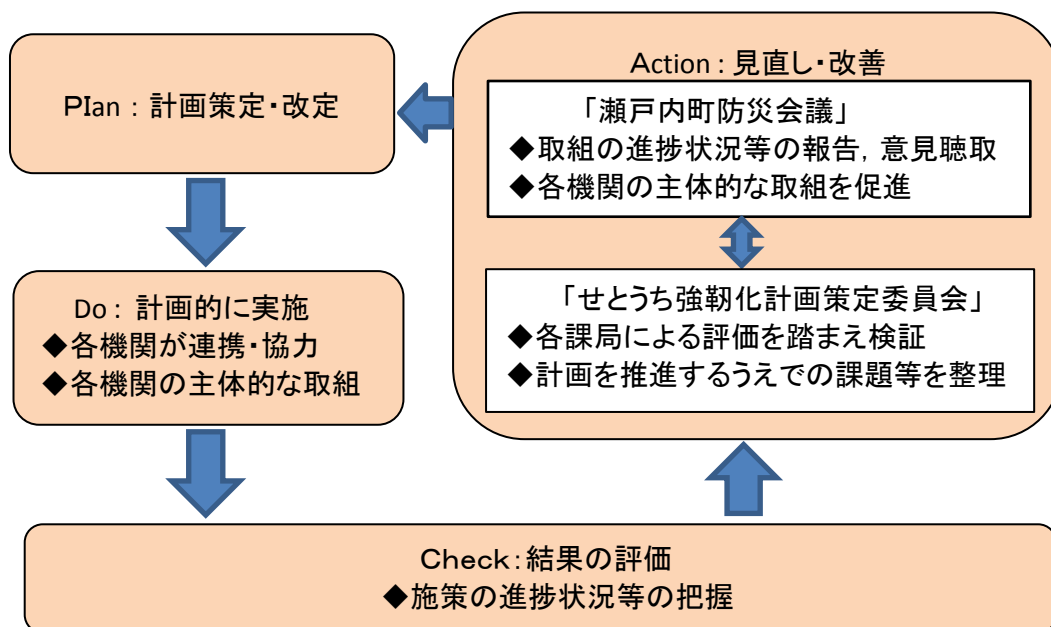 PIan : 計画策定・改定
Do : 計画的に実施
◆各機関が連携・協力
◆各機関の主体的な取組
Check:結果の評価
◆施策の進捗状況等の把握
Action : 見直し・改善
「瀬戸内町防災会議」
◆取組の進捗状況等の報告, 意見聴取
◆各機関の主体的な取組を促進
「せとうち強靭化計画策定委員会」
◆各課局による評価を踏まえ検証
◆計画を推進するうえでの課題等を整理